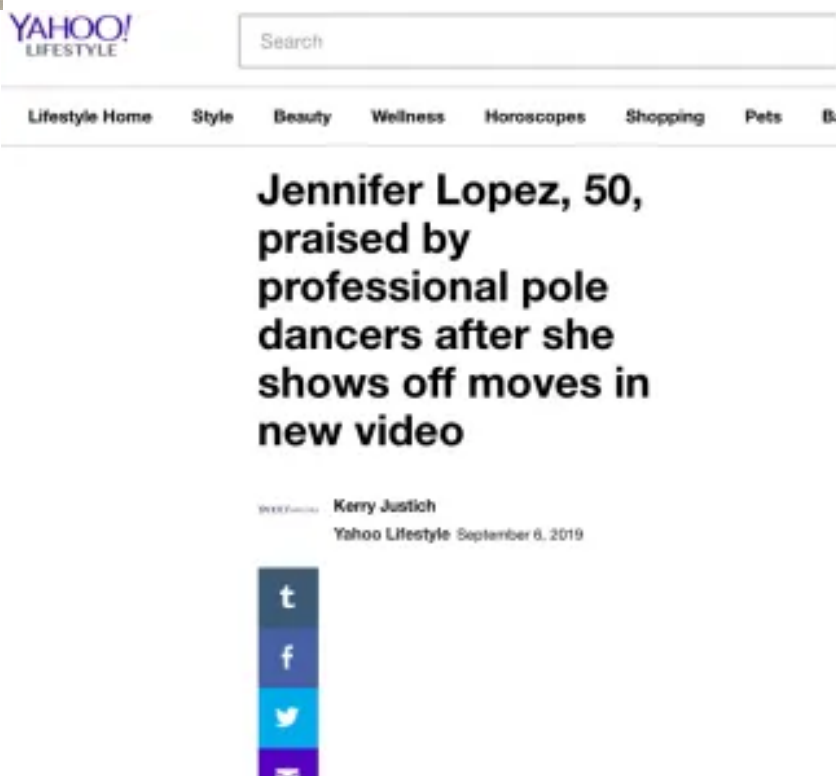 YAHOO!
LIFESTYLE
Search
Lifestyle Home Style Beauty Wellness Horoscopes Shopping Pets
Jennifer Lopez, 50,
praised by
professional pole
dancers after she
shows off moves in
new video
Kerry Justich
Yahoo Lifestyle September 6, 2019
t
f